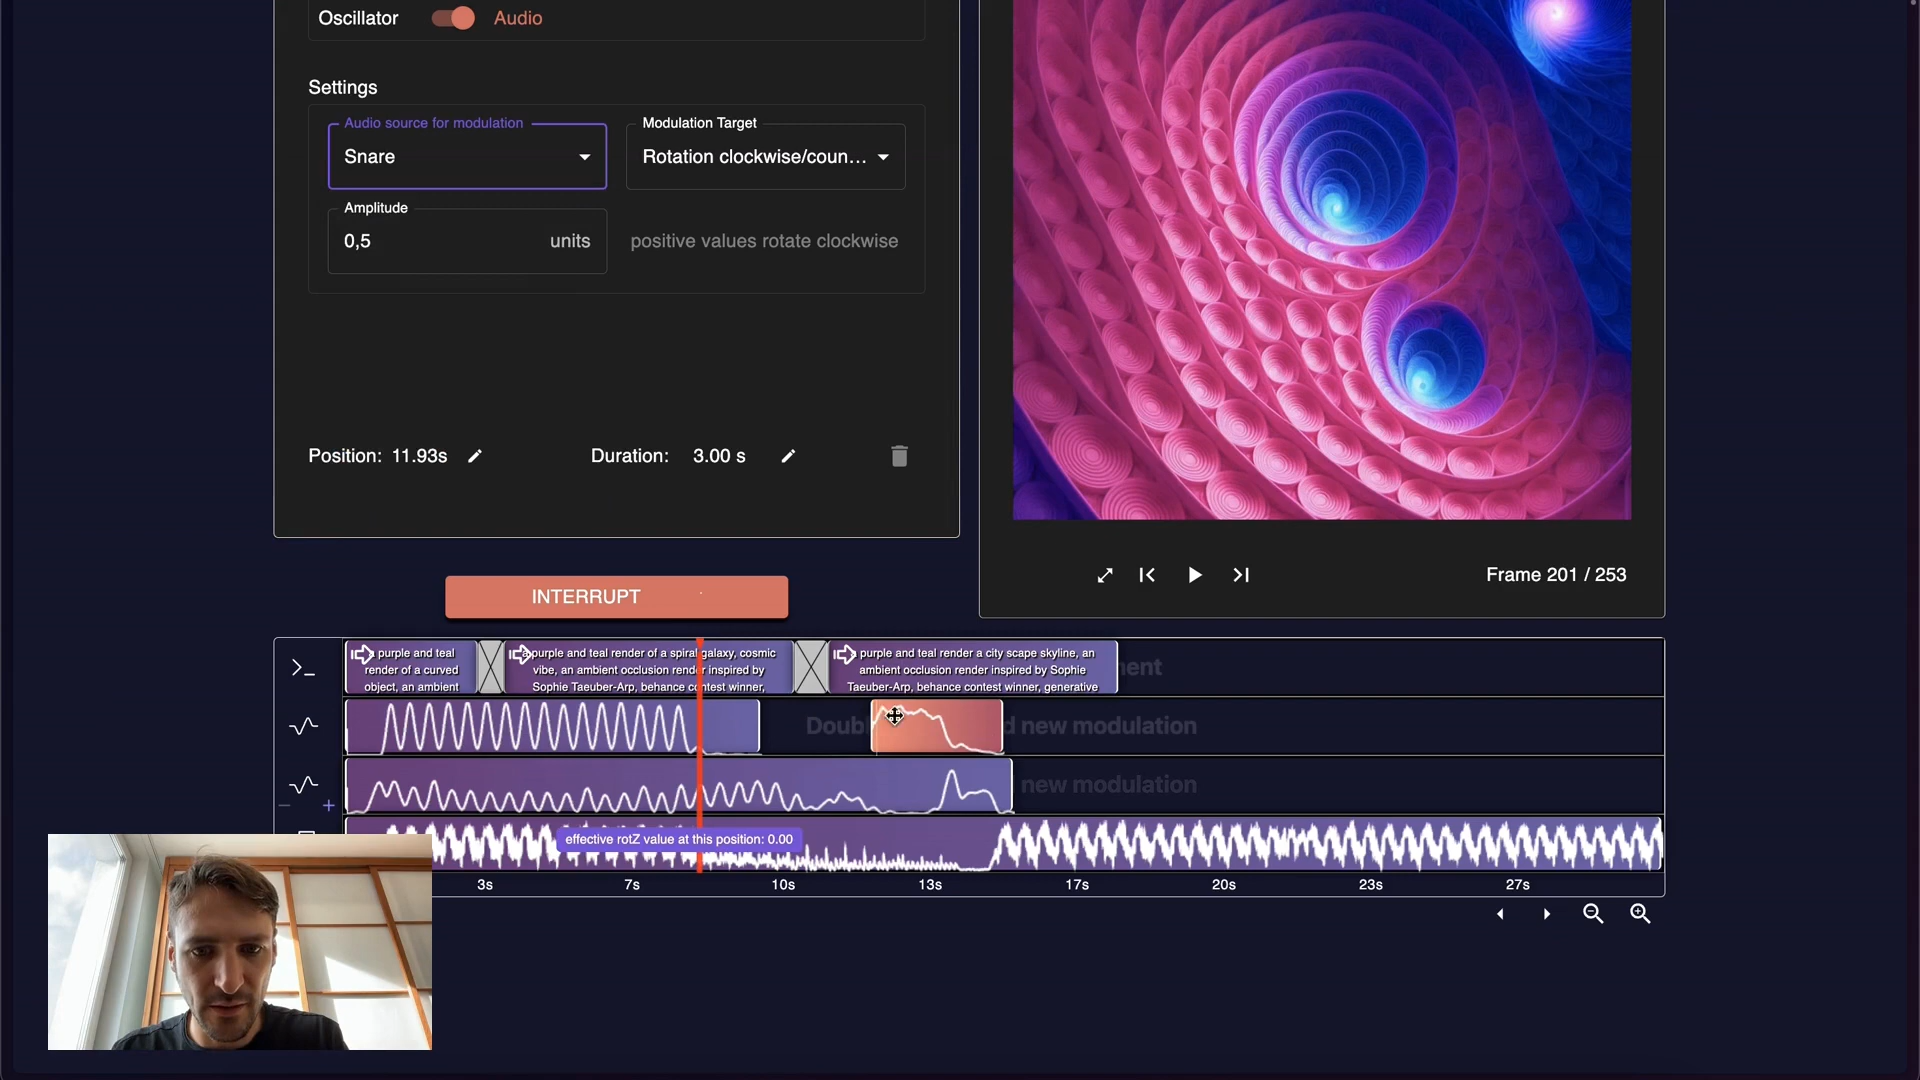 Oscillator
Audio
Settings
Audio source for modulation
Snare
Modulation Target
Rotation clockwise/coun...
Amplitude
0,5
units
positive values rotate clockwise
Position: 11.93s
Duration: 3.00 s
INTERRUPT
Frame 201 / 253
purple and teal
render of a curved
object, an ambient
purple and teal render of a spiral galaxy, cosmic
vibe, an ambient occlusion render inspired by
Sophie Taeuber-Arp, behance contest winner,
purple and teal render a city scape skyline, an
ambient occlusion render inspired by Sophie
Taeuber-Arp, behance contest winner, generative
new modulation
new modulation
effective rotZ value at this position: 0.00
3s
7s
10s
13s
17s
20s
23s
27s